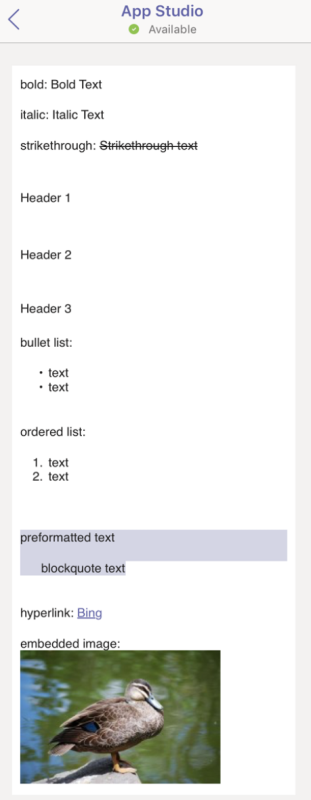 App Studio
Available
bold: Bold Text
italic: Italic Text
strikethrough: Strikethrough text
Header 1
Header 2
Header 3
bullet list:
• text
• text
ordered list:
1. text
2. text
preformatted text
blockquote text
hyperlink: Bing
embedded image: